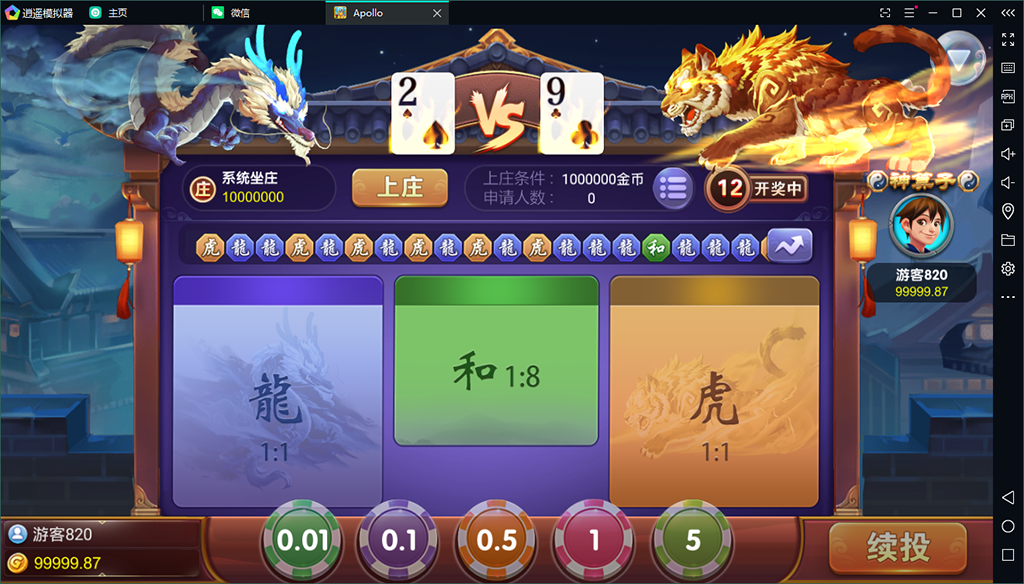 逍遥模拟器
主页
微信
Apollo
RPK
2
VS
9
庄
系统坐庄
10000000
上庄
上庄条件：
1000000金币
申请人数：
0
12
开奖中
神算子
虎
龍
龍
虎
龍
虎
龍
虎
龍
虎
龍
虎
龍
龍
龍
和
龍
龍
龍
游客820
99999.87
龍
1:1
和 1:8
虎
1:1
游客820
99999.87
0.01
0.1
0.5
1
5
续投